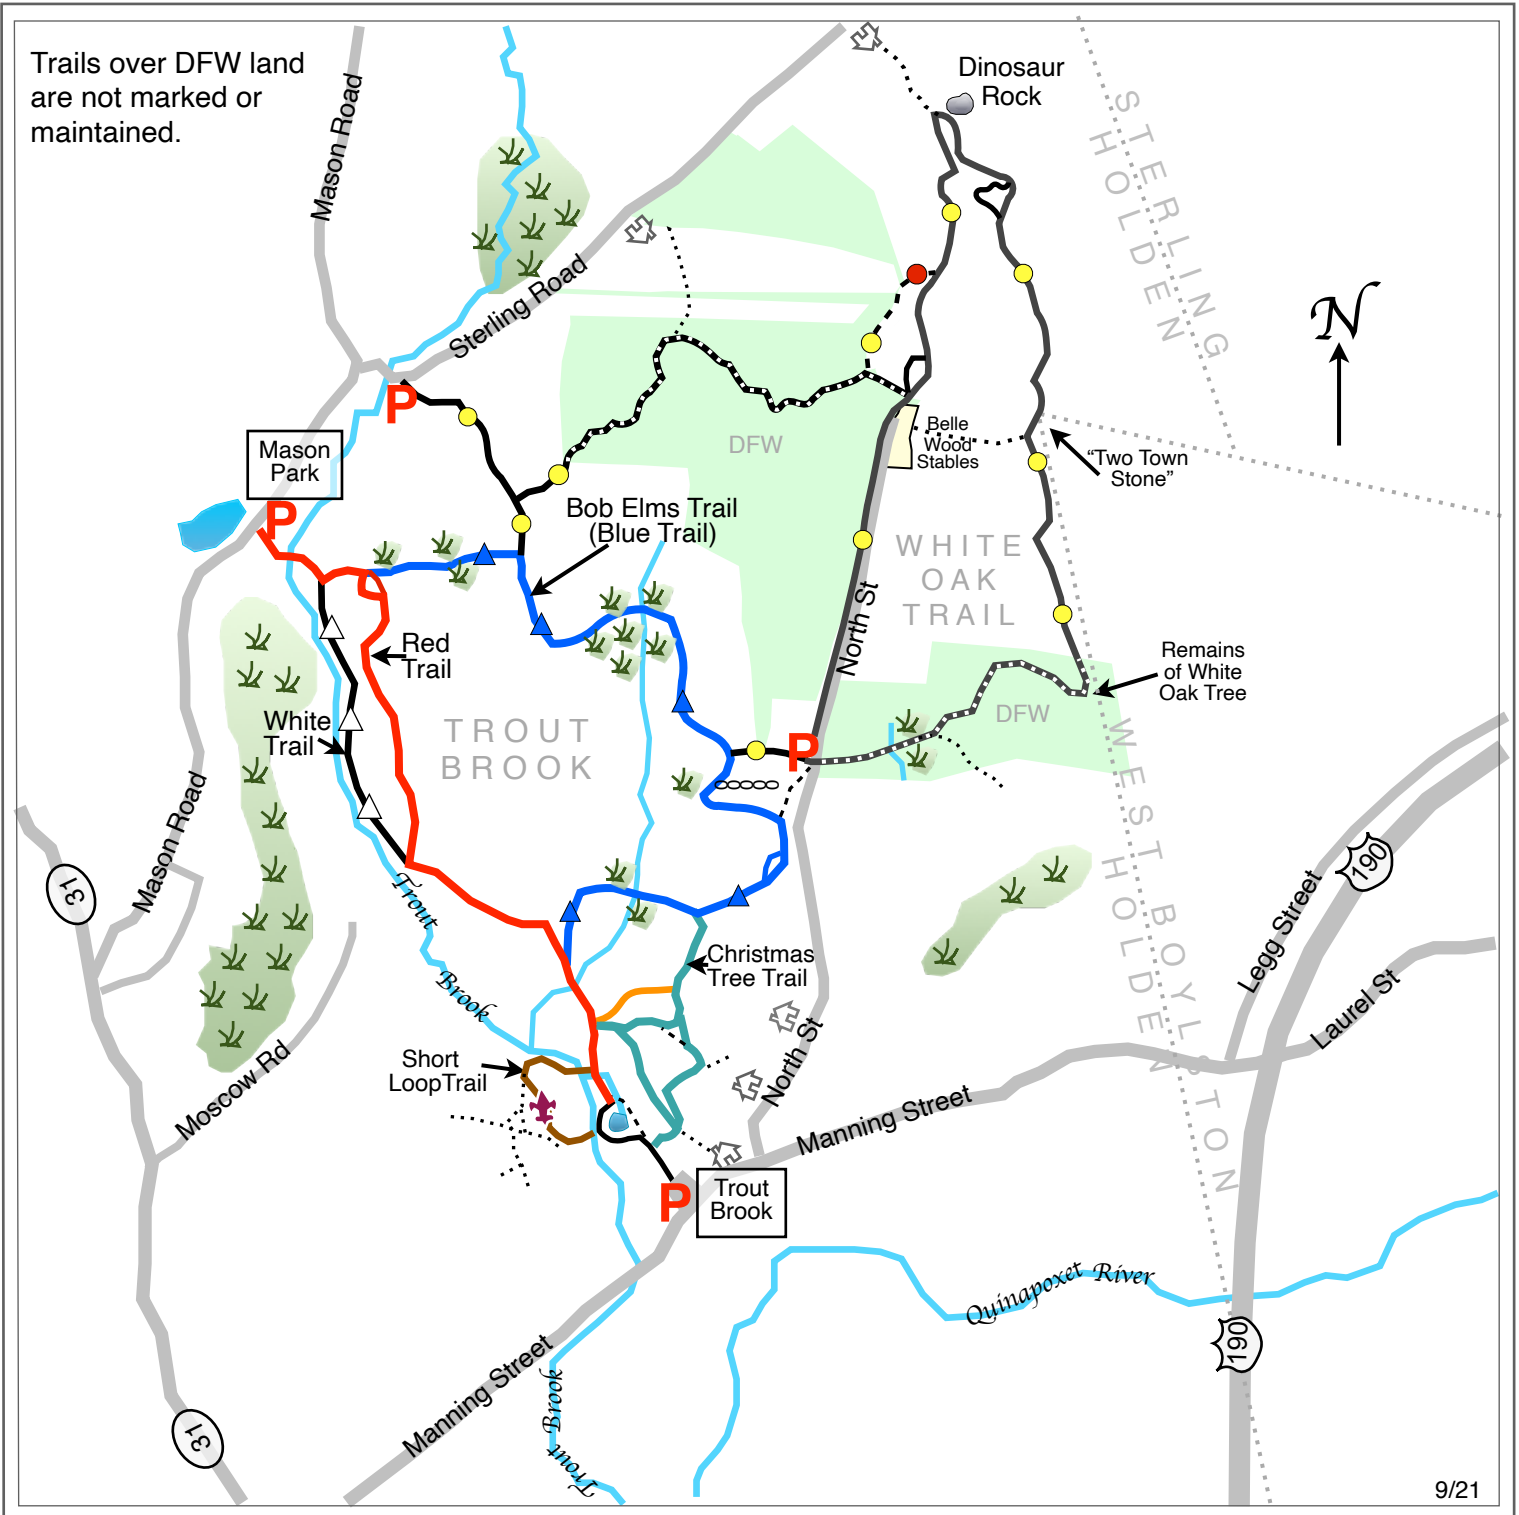 Trails over DFW land
are not marked or
maintained.
Mason Road
Dinosaur
Rock
STERLING
HOLDEN
Sterling Road
N
P
Mason
Park
P
DFW
Belle
Wood
Stables
"Two Town
Stone"
Bob Elms Trail
(Blue Trail)
WHITE
OAK
TRAIL
North St
Red
Trail
Remains
of White
Oak Tree
White
Trail
TROUT
BROOK
DFW
P
WEST BOYLSTON
HOLDEN
Mason Road
31
Trout
Brook
190
Legg Street
Laurel St
Christmas
Tree Trail
Moscow Rd
Short
LoopTrail
North St
Manning Street
P
Trout
Brook
Quinapoxet River
190
Manning Street
Trout Brook
31
9/21